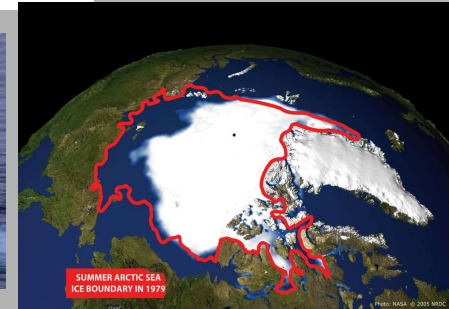 SUMMER ARCTIC SEA
ICE BOUNDARY IN 1979
Photo: NASA © 2005 NRDC